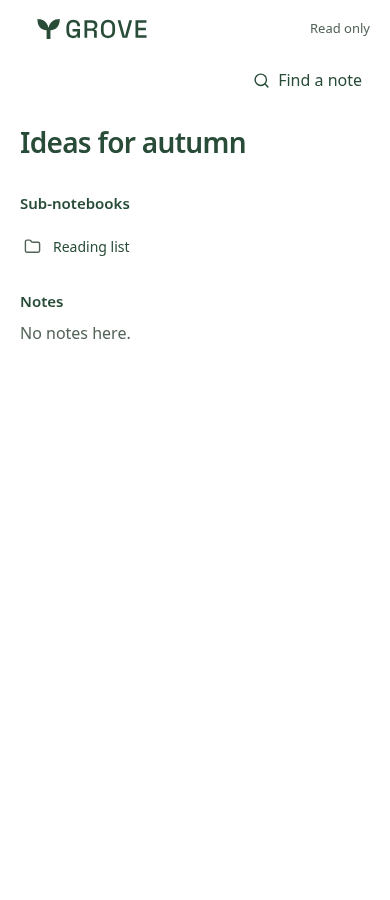 GROVE
Read only
Find a note
Ideas for autumn
Sub-notebooks
Reading list
Notes
No notes here.